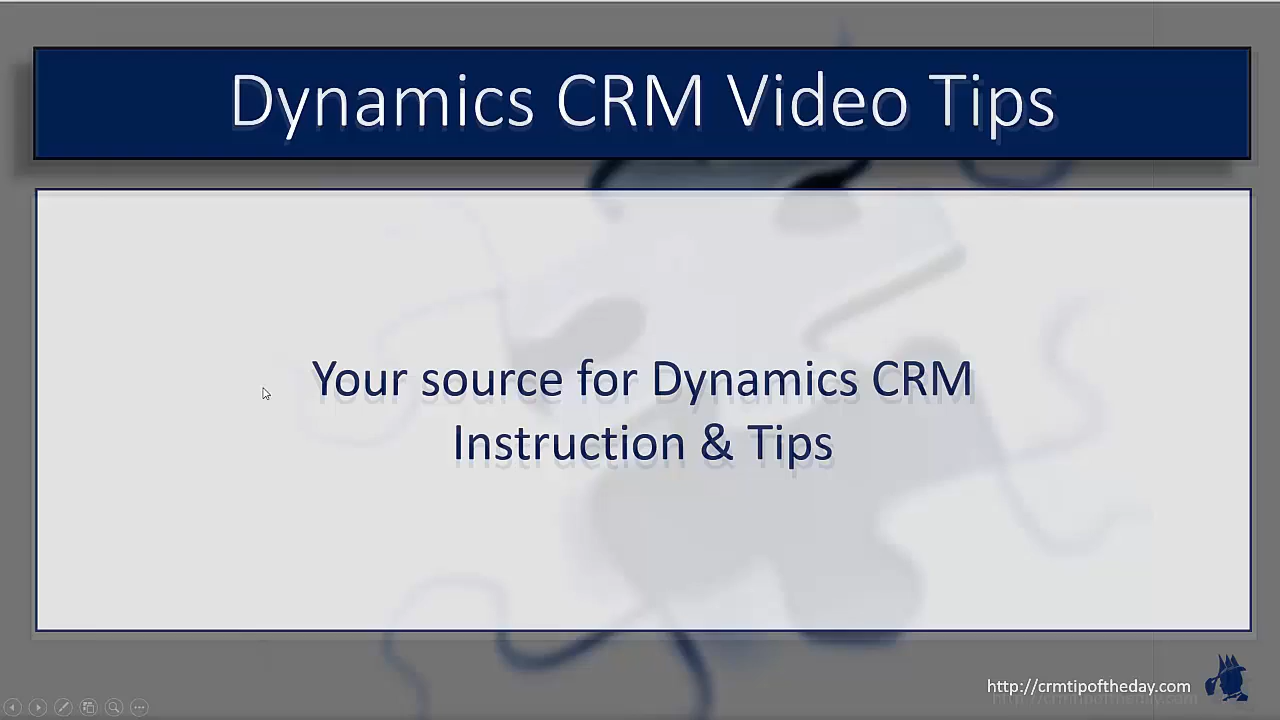 Dynamics CRM Video Tips
Your source for Dynamics CRM
Instruction & Tips
http://crmtipoftheday.com